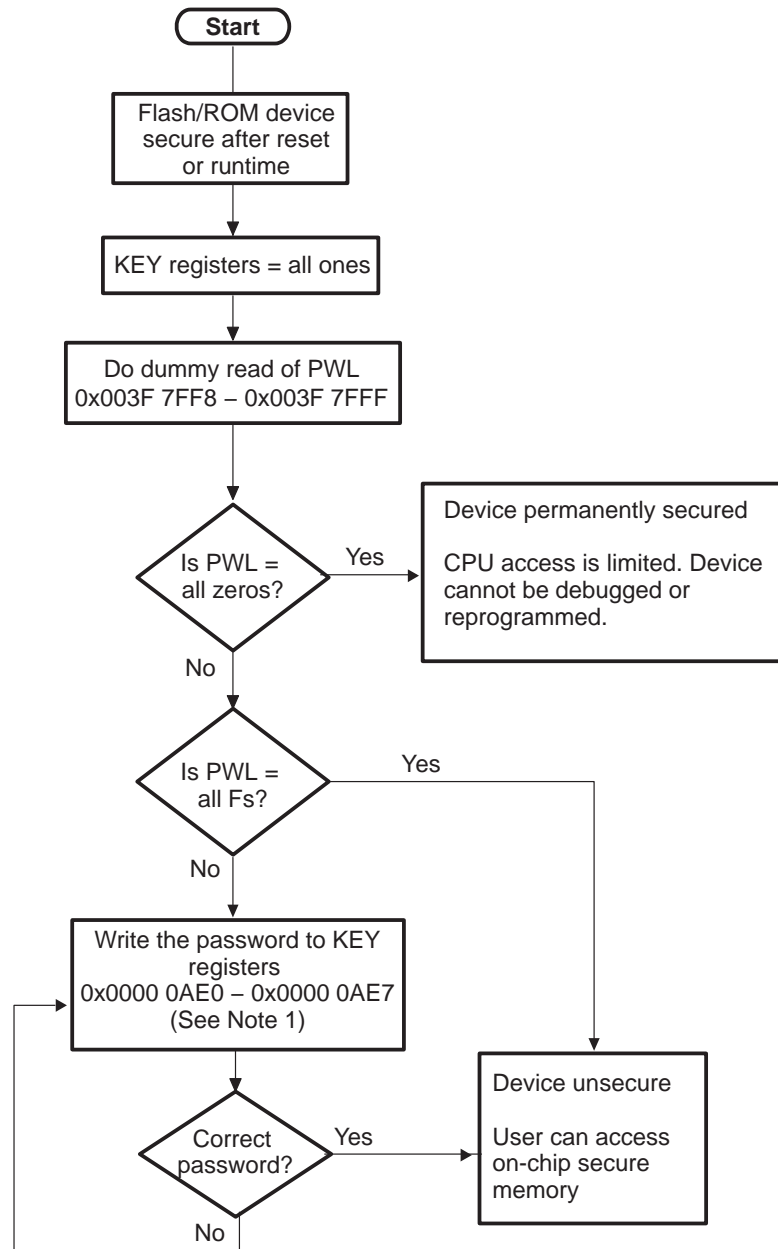 Start
Flash/ROM device
secure after reset
or runtime
KEY registers = all ones
Do dummy read of PWL
0x003F 7FF8 – 0x003F 7FFF
Is PWL =
all zeros?
Yes
Device permanently secured
CPU access is limited. Device
cannot be debugged or
reprogrammed.
No
Is PWL =
all Fs?
Yes
No
Write the password to KEY
registers
0x0000 0AE0 – 0x0000 0AE7
(See Note 1)
Correct
password?
Yes
Device unsecure
User can access
on-chip secure
memory
No